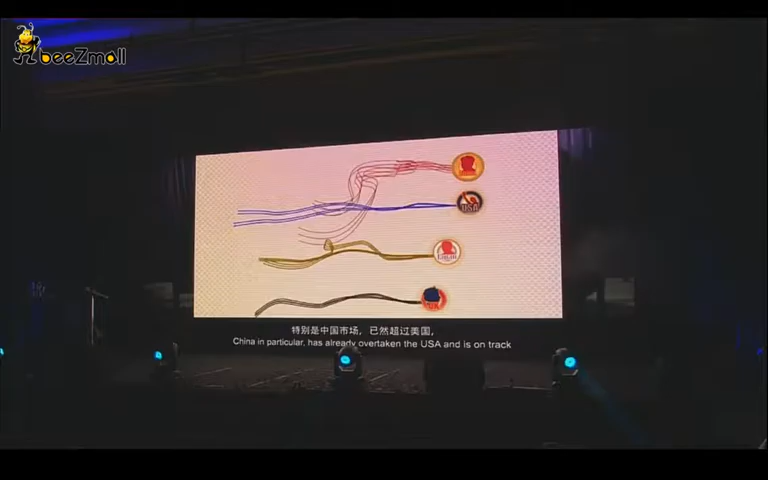 beeZmall
USA
特别是中国市场，已然超过美国，
China in particular, has already overtaken the USA and is on track